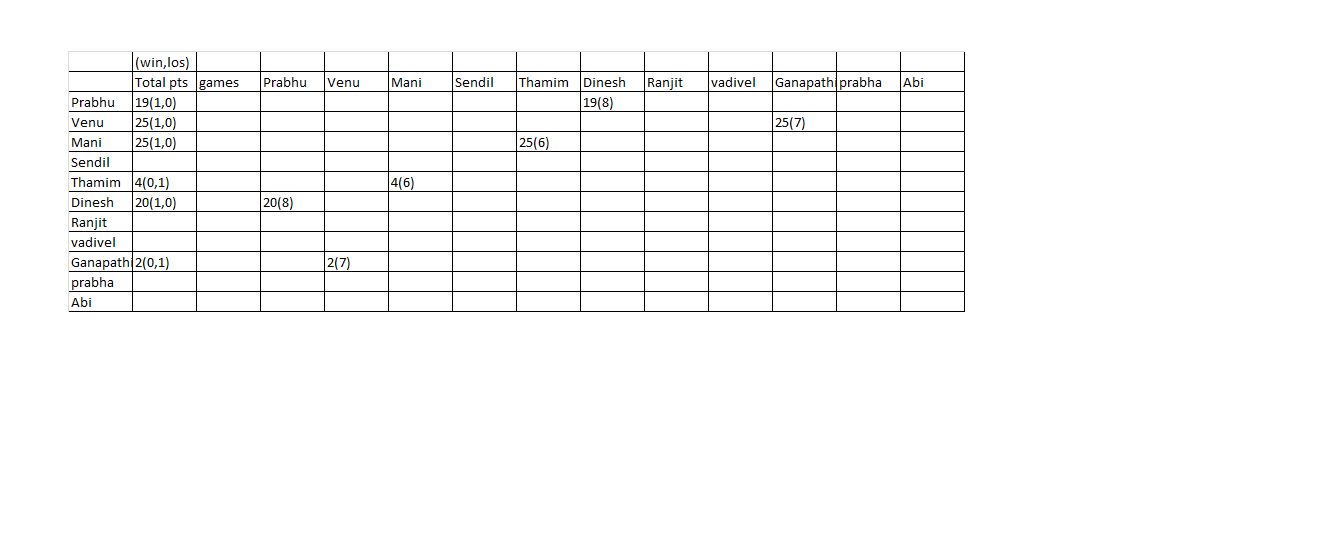 (win,los)
Total pts games Prabhu Venu Mani Sendil Thamim Dinesh Ranjit vadivel Ganapathi prabha Abi
Prabhu 19(1,0) 19(8)
Venu 25(1,0) 25(7)
Mani 25(1,0) 25(6)
Sendil
Thamim 4(0,1) 4(6)
Dinesh 20(1,0) 20(8)
Ranjit
vadivel
Ganapathi 2(0,1) 2(7)
prabha
Abi